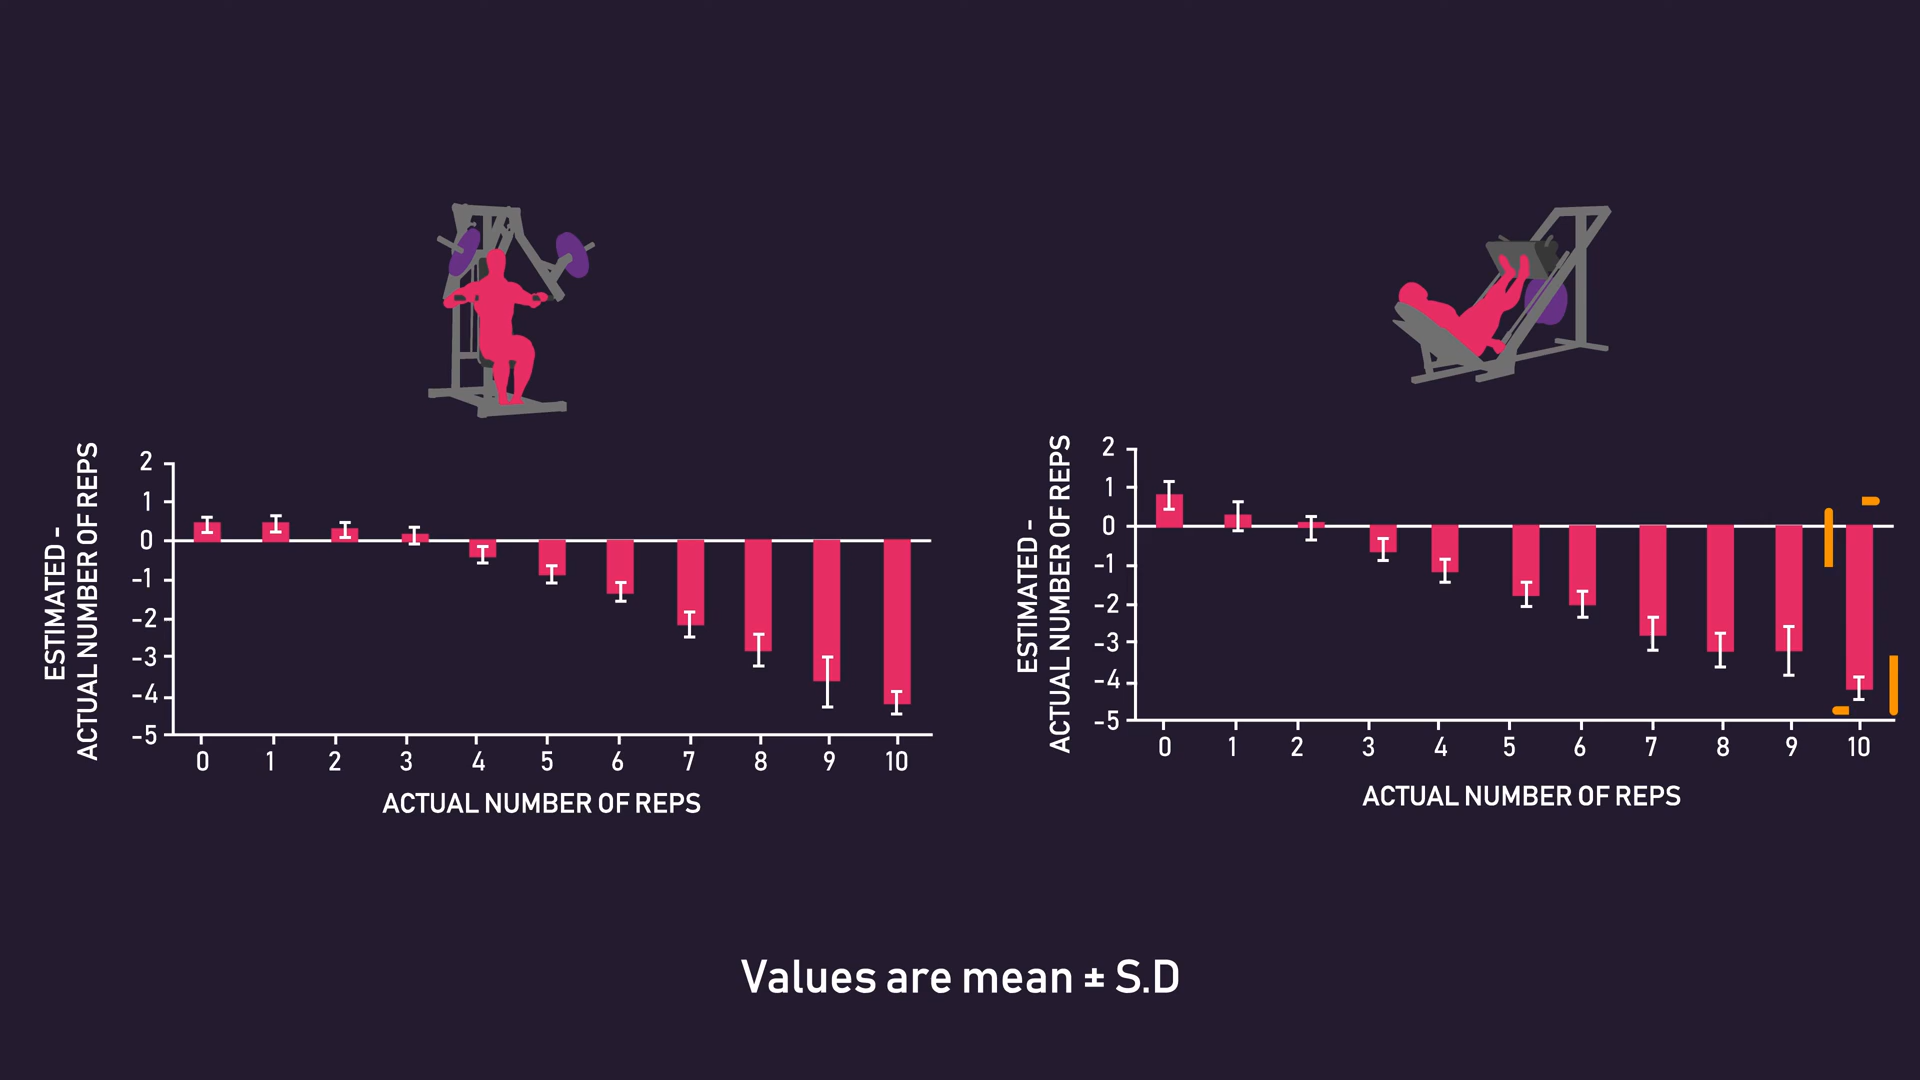 ESTIMATED -
ACTUAL NUMBER OF REPS
2
1
0
-1
-2
-3
-4
-5
0 1 2 3 4 5 6 7 8 9 10
ACTUAL NUMBER OF REPS
ESTIMATED -
ACTUAL NUMBER OF REPS
2
1
0
-1
-2
-3
-4
-5
0 1 2 3 4 5 6 7 8 9 10
ACTUAL NUMBER OF REPS
Values are mean ± S.D